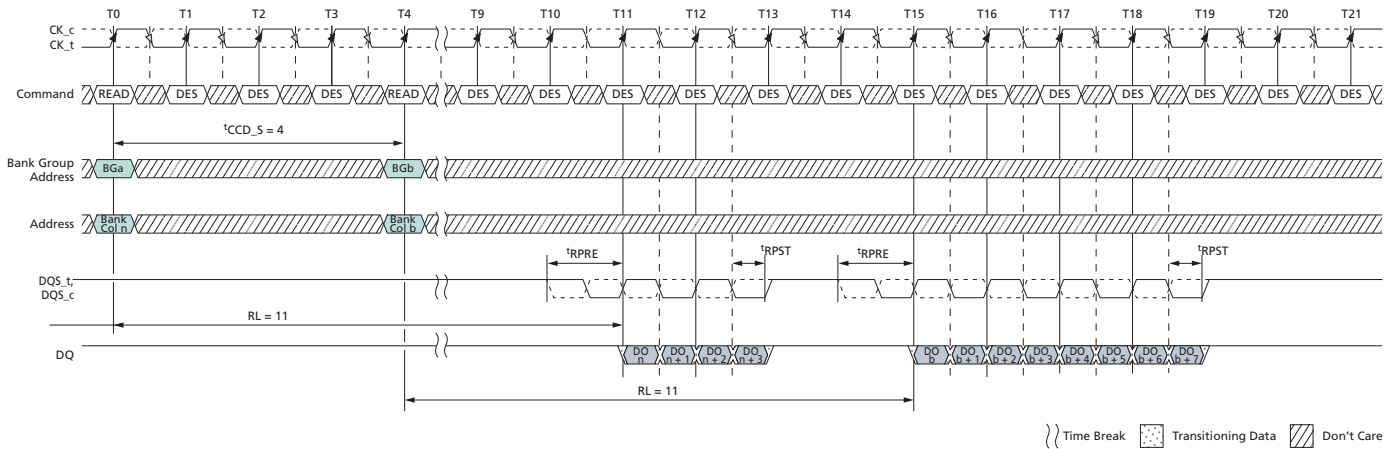 T0 T1 T2 T3 T4 T9 T10 T11 T12 T13 T14 T15 T16 T17 T18 T19 T20 T21
CK_c
CK_t
Command READ DES DES DES READ DES DES DES DES DES DES DES DES DES DES DES DES DES
tCCD_S = 4
Bank Group
Address
BGa BGb
Address
Bank
Col n
Bank
Col b
tRPRE tRPST tRPRE tRPST
DQS_t,
DQS_c
RL = 11
DQ
DO
n
DO
n + 1
DO
n + 2
DO
n + 3
DO
b
DO
b + 1
DO
b + 2
DO
b + 3
DO
b + 4
DO
b + 5
DO
b + 6
DO
b + 7
RL = 11
Time Break Transitioning Data Don't Care